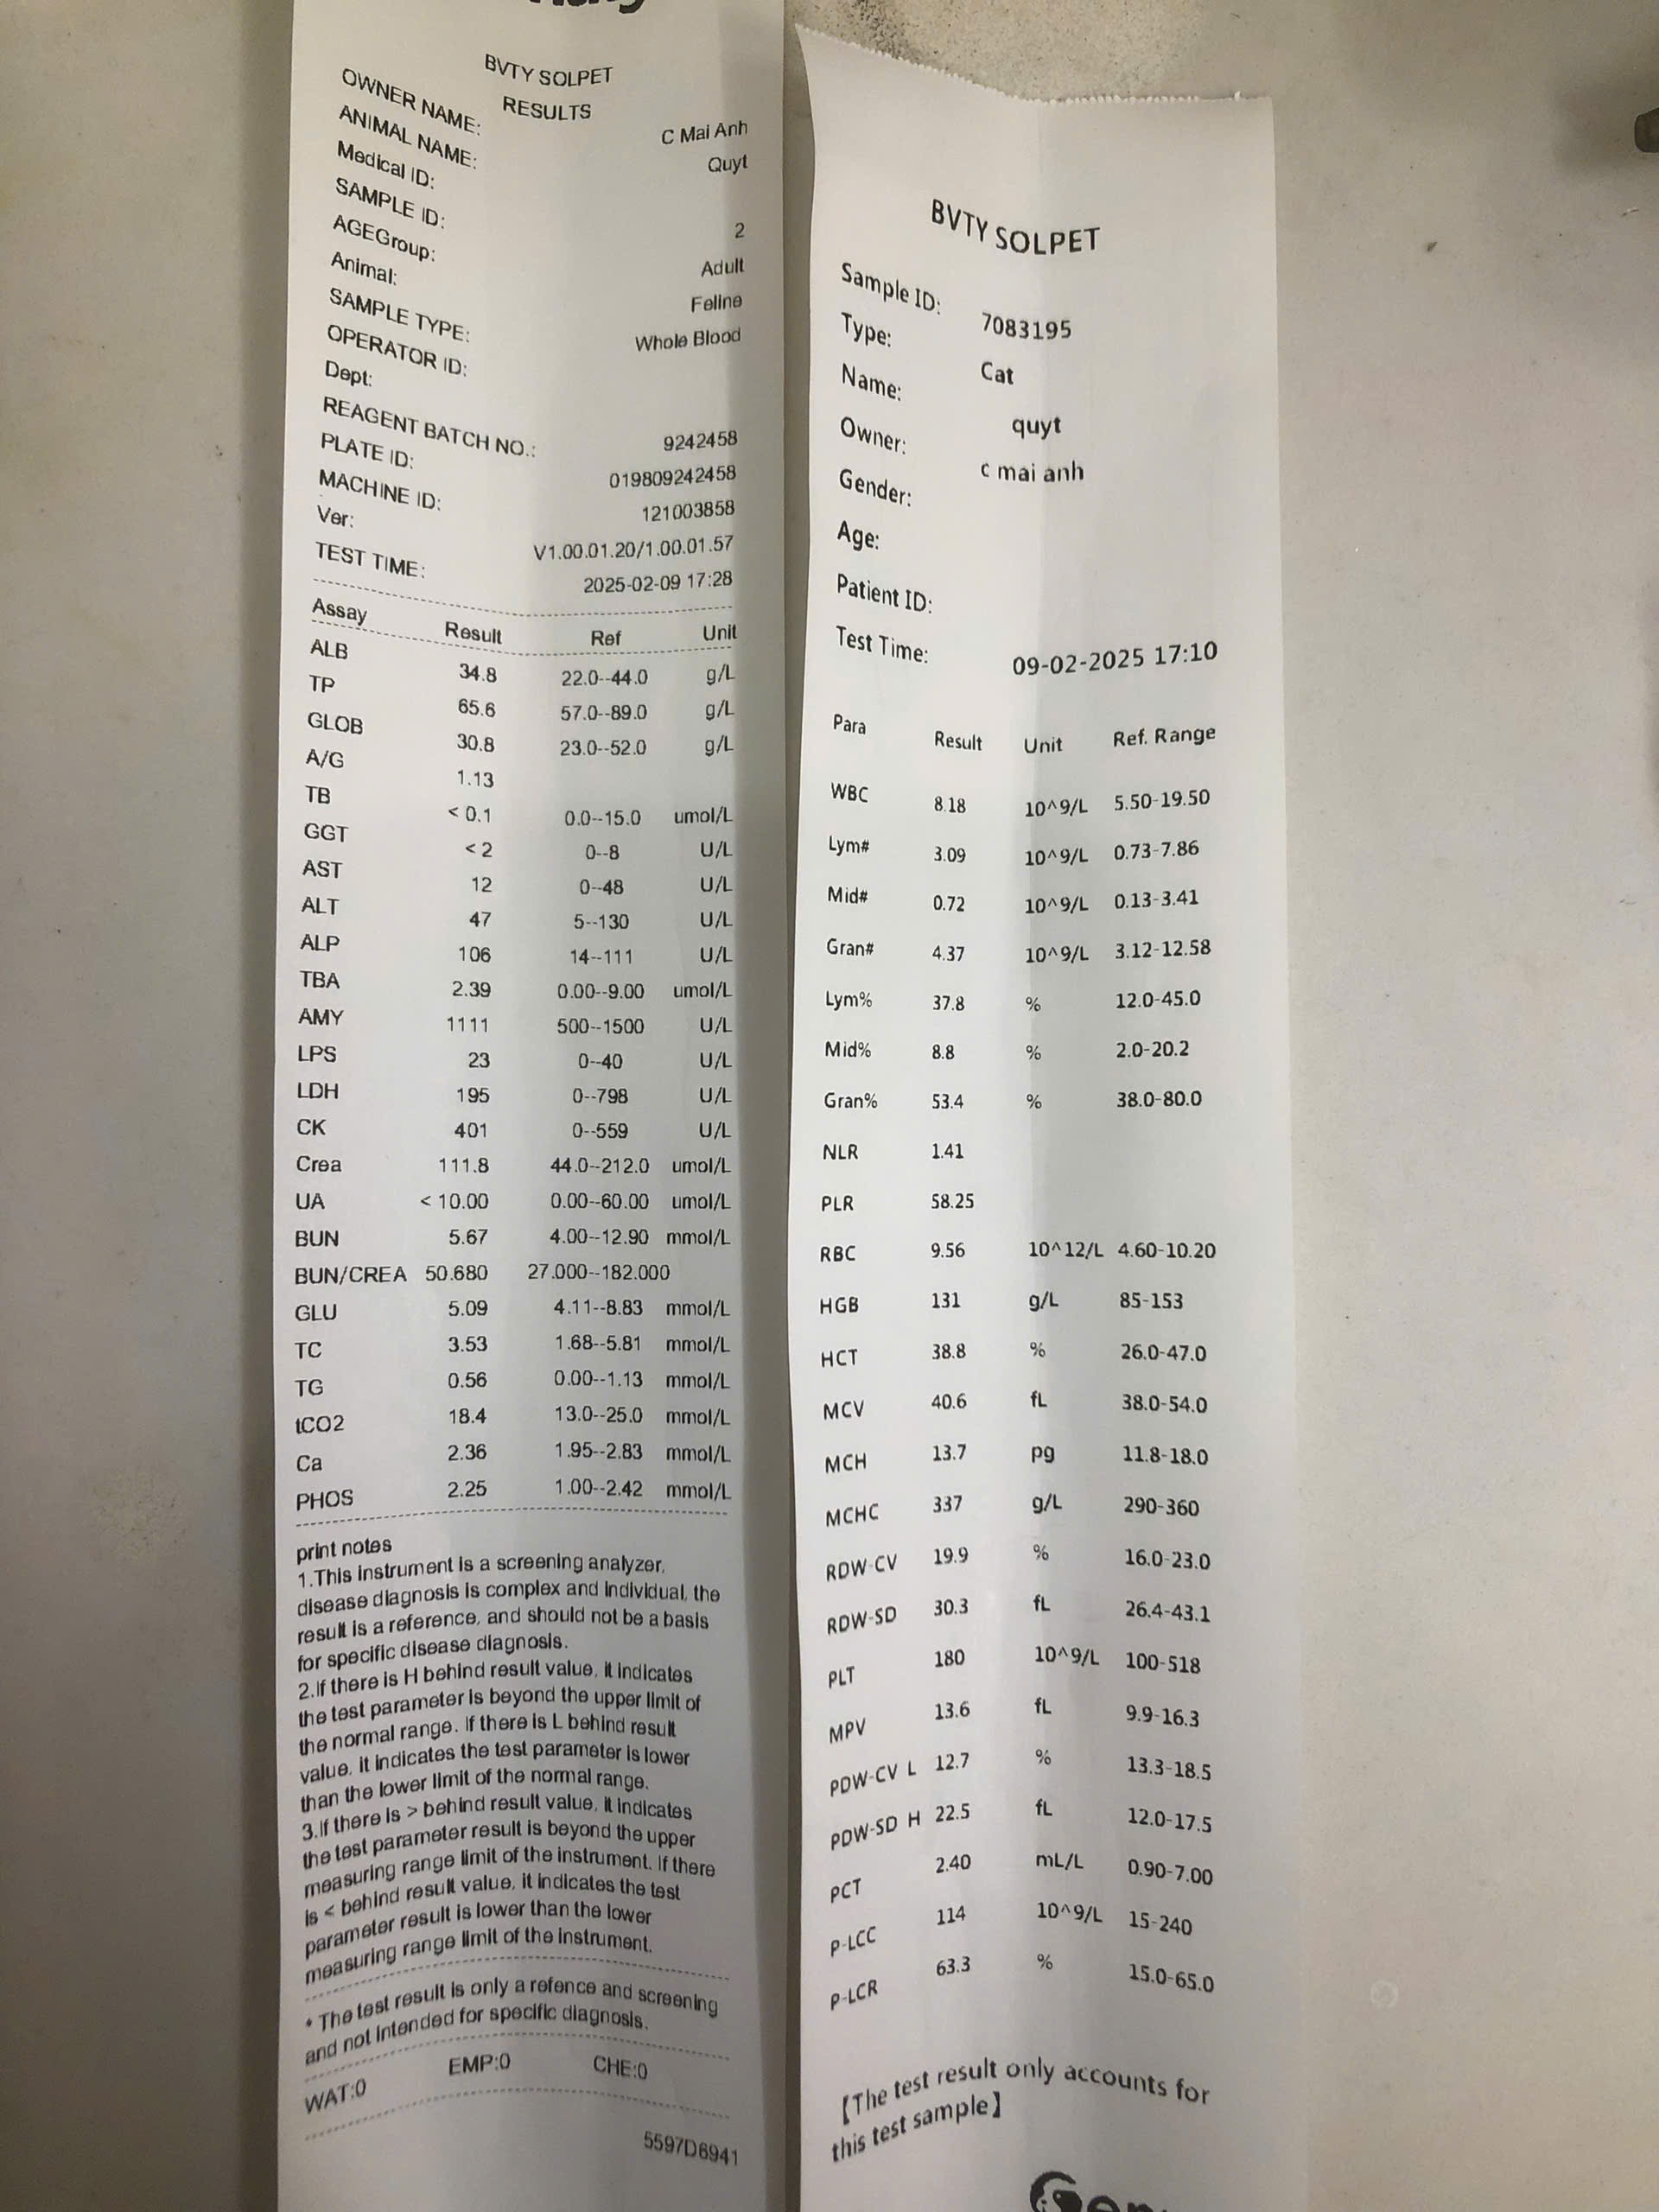 BVTY SOLPET
RESULTS
OWNER NAME: C Mai Anh
ANIMAL NAME: Quyt
Medical ID:
SAMPLE ID: 2
AGEGroup: Adult
Animal: Feline
SAMPLE TYPE: Whole Blood
OPERATOR ID:
Dept:
REAGENT BATCH NO.: 9242458
PLATE ID: 019809242458
MACHINE ID: 121003858
Ver: V1.00.01.20/1.00.01.57
TEST TIME: 2025-02-09 17:28
Assay Result Ref Unit
ALB 34.8 22.0--44.0 g/L
TP 65.6 57.0--89.0 g/L
GLOB 30.8 23.0--52.0 g/L
A/G 1.13
TB < 0.1 0.0--15.0 umol/L
GGT < 2 0--8 U/L
AST 12 0--48 U/L
ALT 47 5--130 U/L
ALP 106 14--111 U/L
TBA 2.39 0.00--9.00 umol/L
AMY 1111 500--1500 U/L
LPS 23 0--40 U/L
LDH 195 0--798 U/L
CK 401 0--559 U/L
Crea 111.8 44.0--212.0 umol/L
UA < 10.00 0.00--60.00 umol/L
BUN 5.67 4.00--12.90 mmol/L
BUN/CREA 50.680 27.000--182.000
GLU 5.09 4.11--8.83 mmol/L
TC 3.53 1.68--5.81 mmol/L
TG 0.56 0.00--1.13 mmol/L
tCO2 18.4 13.0--25.0 mmol/L
Ca 2.36 1.95--2.83 mmol/L
PHOS 2.25 1.00--2.42 mmol/L
print notes
1.This instrument is a screening analyzer,
disease diagnosis is complex and individual, the
result is a reference, and should not be a basis
for specific disease diagnosis.
2.If there is H behind result value, it indicates
the test parameter is beyond the upper limit of
the normal range. If there is L behind result
value, it indicates the test parameter is lower
than the lower limit of the normal range.
3.If there is > behind result value, it indicates
the test parameter result is beyond the upper
measuring range limit of the instrument. If there
is < behind result value, it indicates the test
parameter result is lower than the lower
measuring range limit of the instrument.
* The test result is only a refence and screening
and not intended for specific diagnosis.
WAT:0 EMP:0 CHE:0
5597D6941
BVTY SOLPET
Sample ID: 7083195
Type: Cat
Name: quyt
Owner: c mai anh
Gender:
Age:
Patient ID:
Test Time: 09-02-2025 17:10
Para Result Unit Ref. Range
WBC 8.18 10^9/L 5.50-19.50
Lym# 3.09 10^9/L 0.73-7.86
Mid# 0.72 10^9/L 0.13-3.41
Gran# 4.37 10^9/L 3.12-12.58
Lym% 37.8 % 12.0-45.0
Mid% 8.8 % 2.0-20.2
Gran% 53.4 % 38.0-80.0
NLR 1.41
PLR 58.25
RBC 9.56 10^12/L 4.60-10.20
HGB 131 g/L 85-153
HCT 38.8 % 26.0-47.0
MCV 40.6 fL 38.0-54.0
MCH 13.7 pg 11.8-18.0
MCHC 337 g/L 290-360
RDW-CV 19.9 % 16.0-23.0
RDW-SD 30.3 fL 26.4-43.1
PLT 180 10^9/L 100-518
MPV 13.6 fL 9.9-16.3
PDW-CV L 12.7 % 13.3-18.5
PDW-SD H 22.5 fL 12.0-17.5
PCT 2.40 mL/L 0.90-7.00
P-LCC 114 10^9/L 15-240
P-LCR 63.3 % 15.0-65.0
【The test result only accounts for
this test sample】